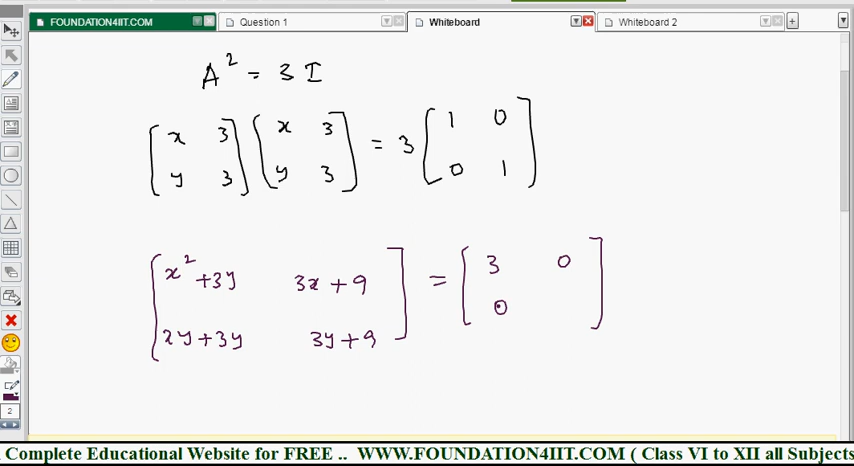 FOUNDATION4IIT.COM Question 1 Whiteboard Whiteboard 2
A² = 3 I
[x 3 [x 3 = 3 [1 0
y 3] y 3] 0 1]
[x² + 3y 3x + 9 = [3 0
xy + 3y 3y + 9] 0 ]
2
Complete Educational Website for FREE .. WWW.FOUNDATION4IIT.COM ( Class VI to XII all Subjects